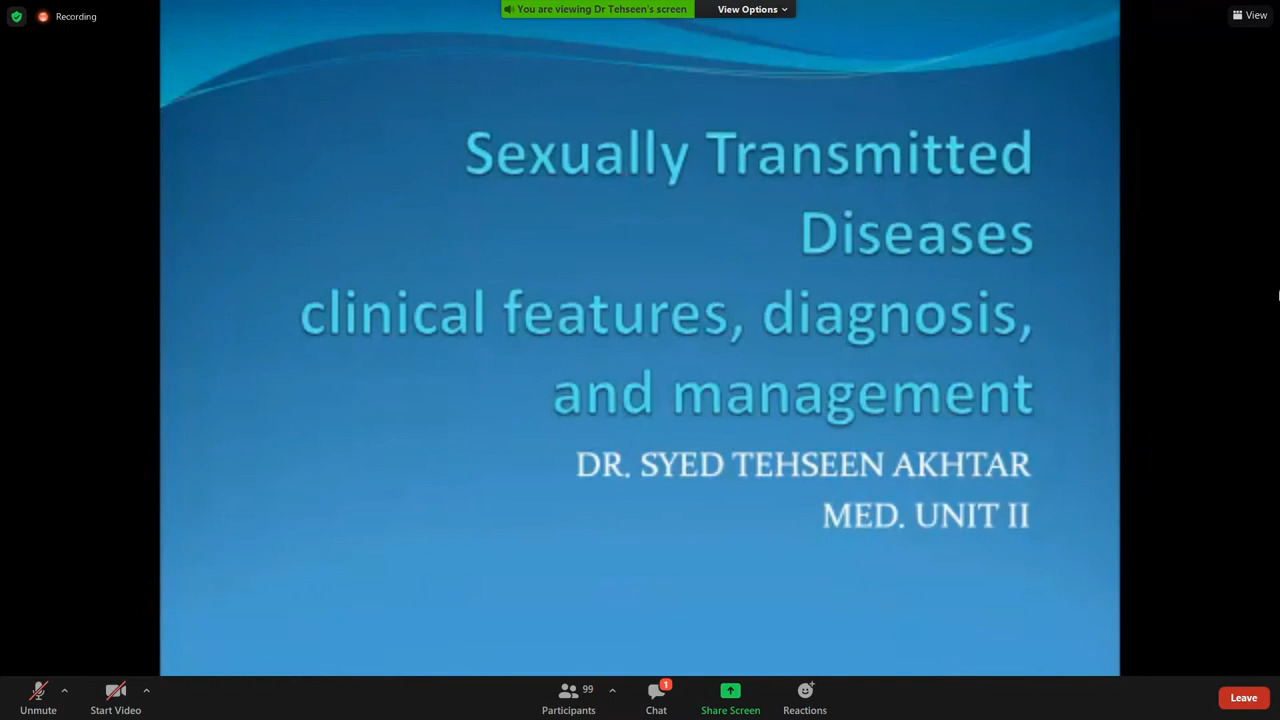 Recording
You are viewing Dr Tehseen's screen
View Options
View
Sexually Transmitted
Diseases
clinical features, diagnosis,
and management
DR. SYED TEHSEEN AKHTAR
MED. UNIT II
Unmute
Start Video
99
Participants
1
Chat
Share Screen
Reactions
Leave